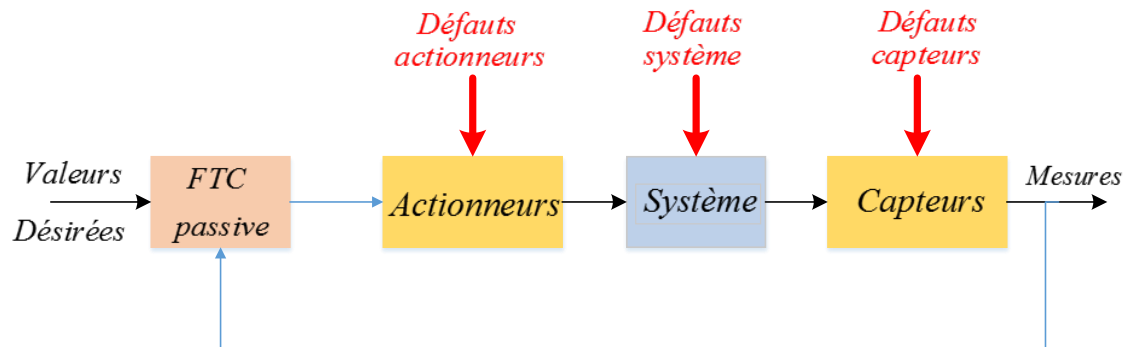 Défauts
actionneurs
Défauts
système
Défauts
capteurs
Valeurs
Désirées
FTC
passive
Actionneurs
Système
Capteurs
Mesures